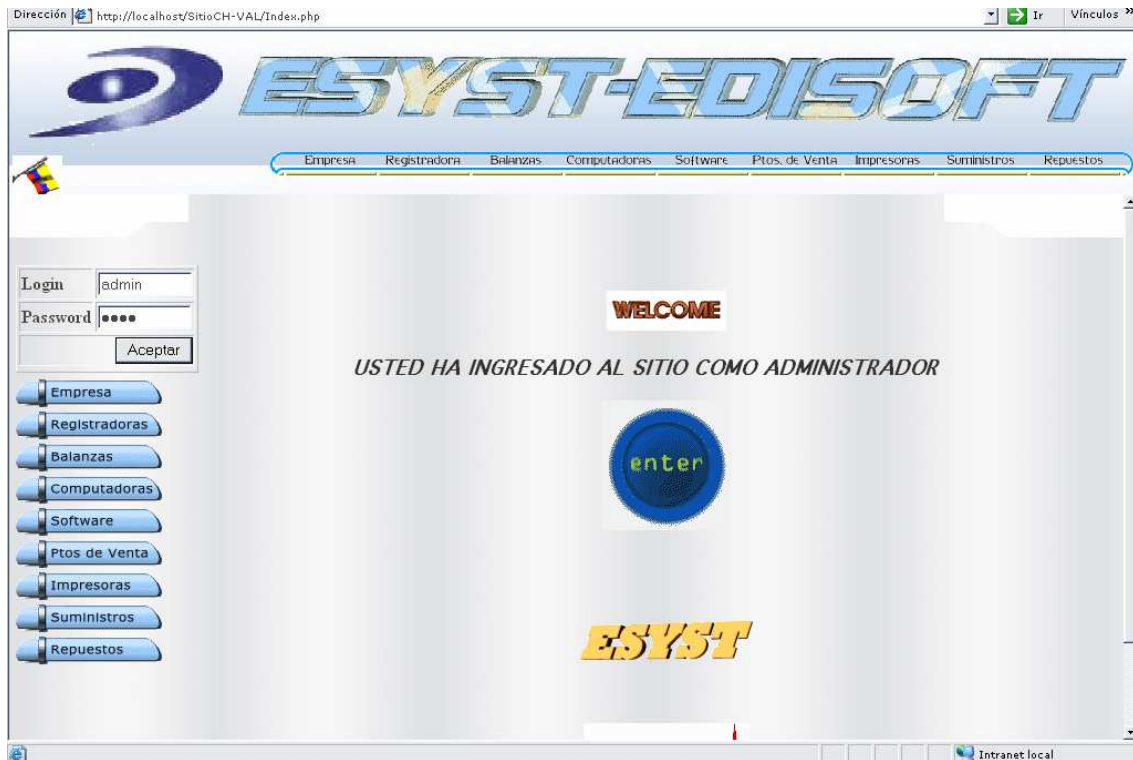 Dirección http://localhost/SitioCH-VAL/Index.php Ir Vínculos »
ESYST-EDISOFT
Empresa Registradora Balanzas Computadoras Software Ptos. de Venta Impresoras Suministros Repuestos
Login admin
Password ••••
Aceptar
WELCOME
USTED HA INGRESADO AL SITIO COMO ADMINISTRADOR
enter
Empresa
Registradoras
Balanzas
Computadoras
Software
Ptos de Venta
Impresoras
Suministros
Repuestos
ESYST
Intranet local